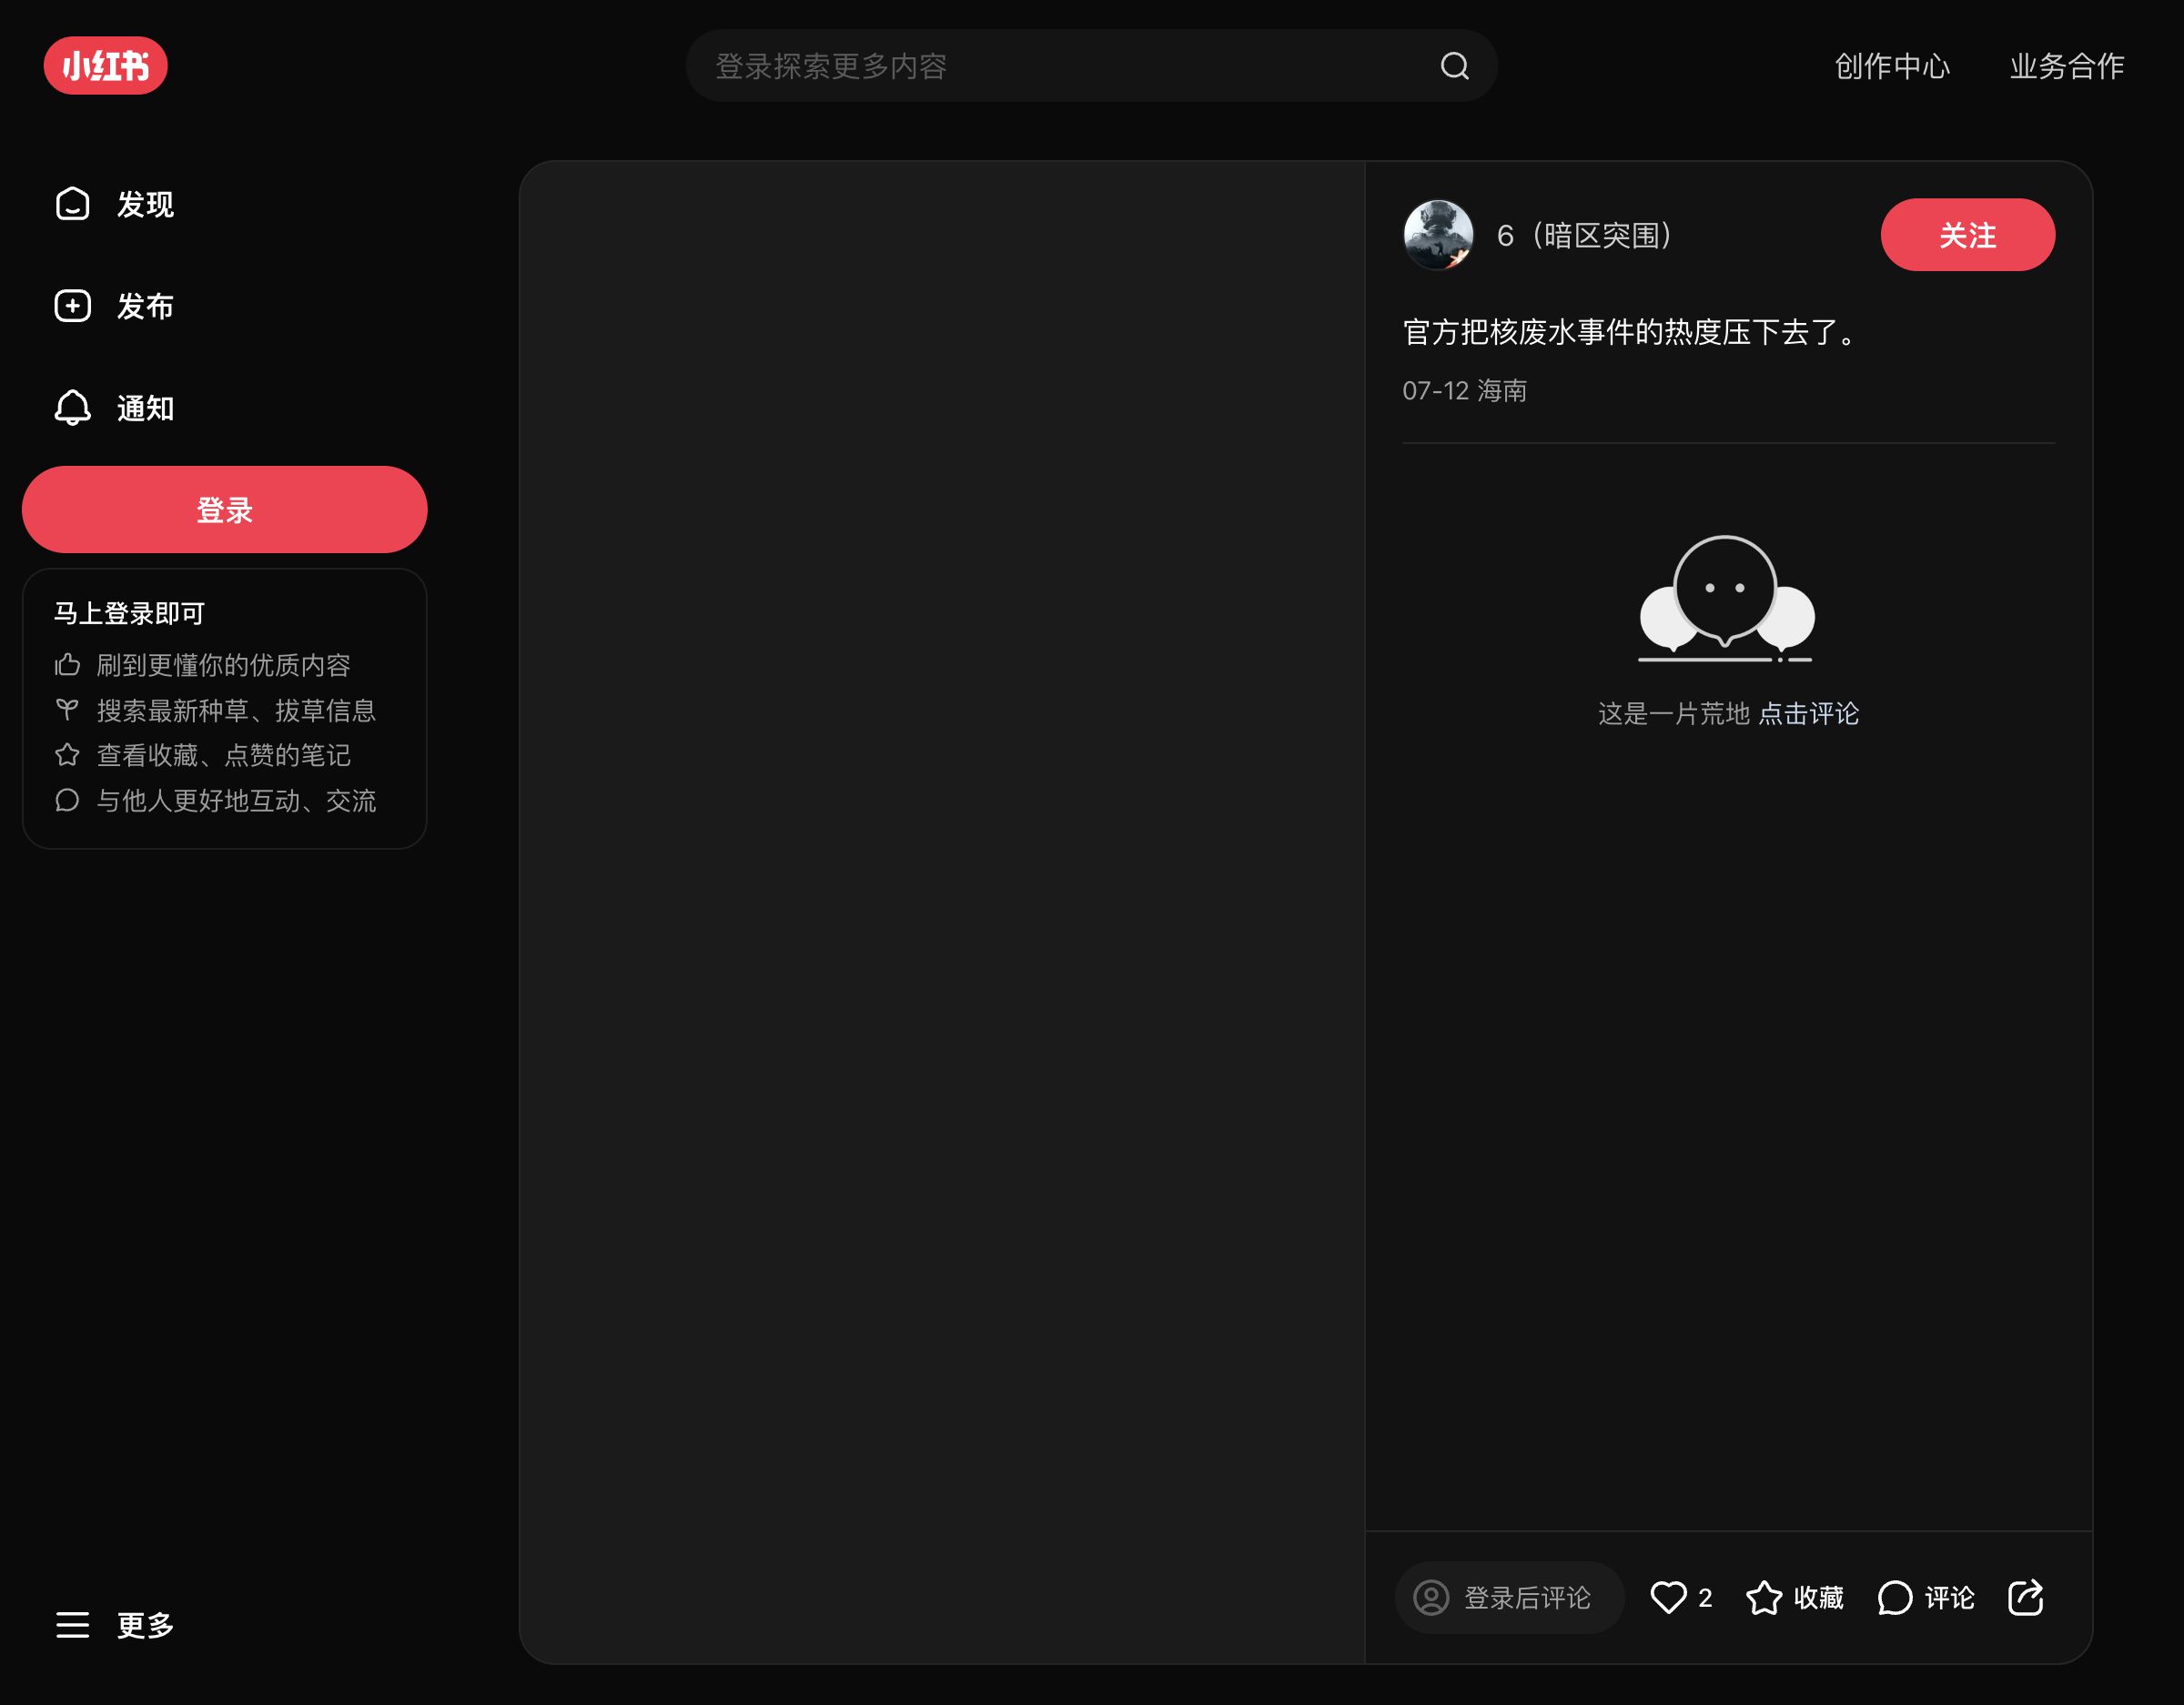 小红书
登录探索更多内容
创作中心
业务合作
发现
发布
通知
登录
马上登录即可
刷到更懂你的优质内容
搜索最新种草、拔草信息
查看收藏、点赞的笔记
与他人更好地互动、交流
更多
6（暗区突围）
关注
官方把核废水事件的热度压下去了。
07-12 海南
这是一片荒地 点击评论
登录后评论
2
收藏
评论